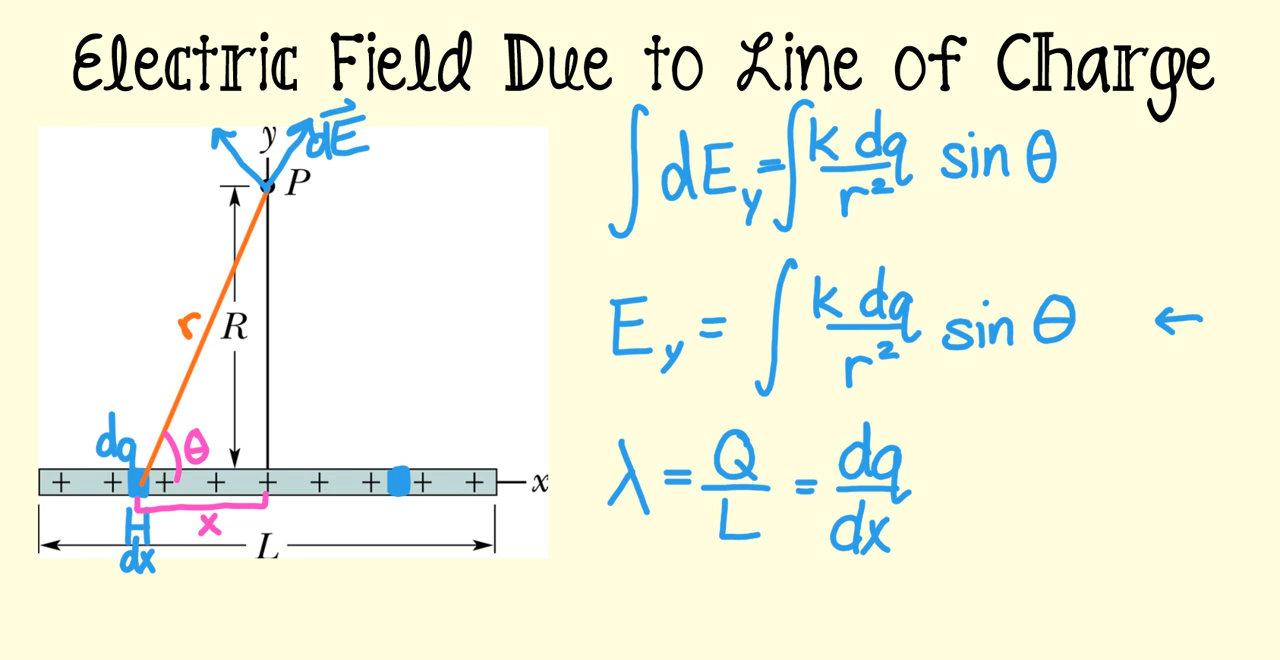 Electric Field Due to Line of Charge
y
dE⃗
P
∫ dE_y = ∫ k dq / r² sin θ
r
R
E_y = ∫ k dq / r² sin θ ←
dq
θ
λ = Q / L = dq / dx
+ + + + + + + + +
x
x
L
dx